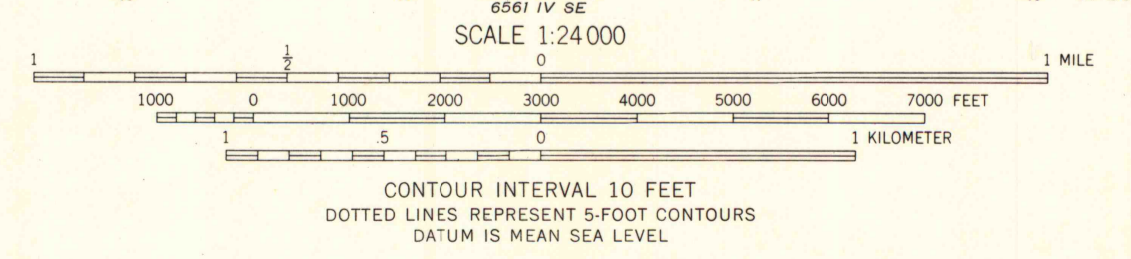 6561 IV SE
SCALE 1:24 000
1 1/2 0 1 MILE
1000 0 1000 2000 3000 4000 5000 6000 7000 FEET
1 .5 0 1 KILOMETER
CONTOUR INTERVAL 10 FEET
DOTTED LINES REPRESENT 5-FOOT CONTOURS
DATUM IS MEAN SEA LEVEL